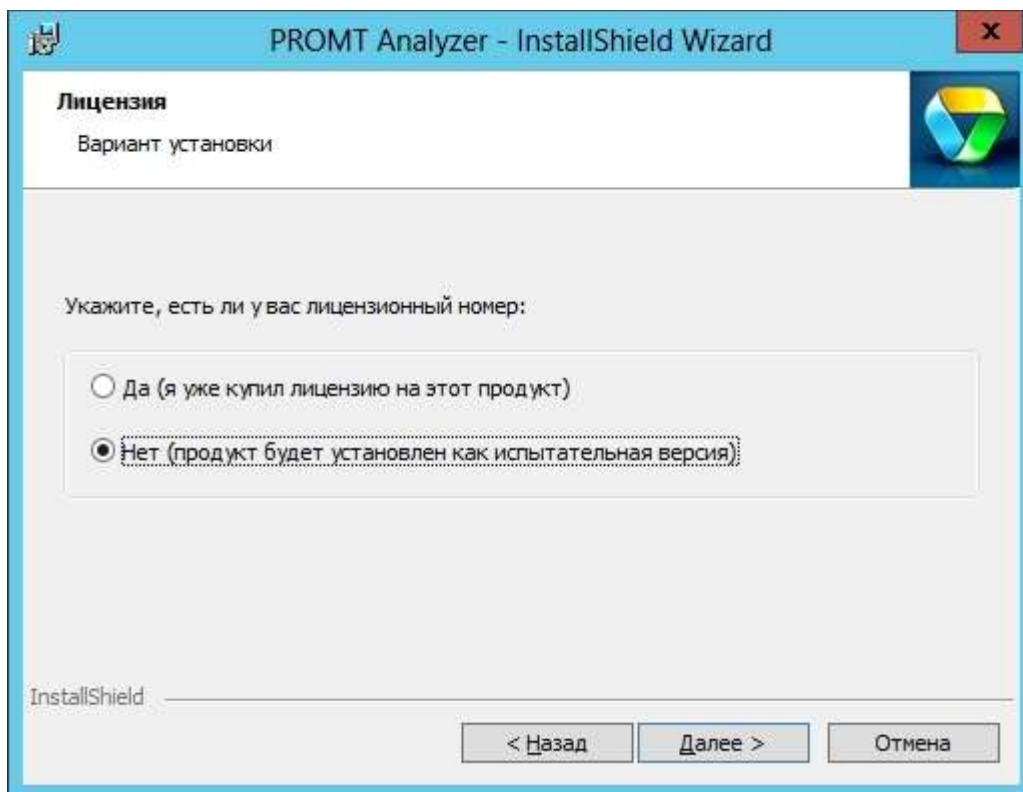 PROMT Analyzer - InstallShield Wizard
x
Лицензия
Вариант установки
Укажите, есть ли у вас лицензионный номер:
Да (я уже купил лицензию на этот продукт)
Нет (продукт будет установлен как испытательная версия)
InstallShield
< Назад
Далее >
Отмена